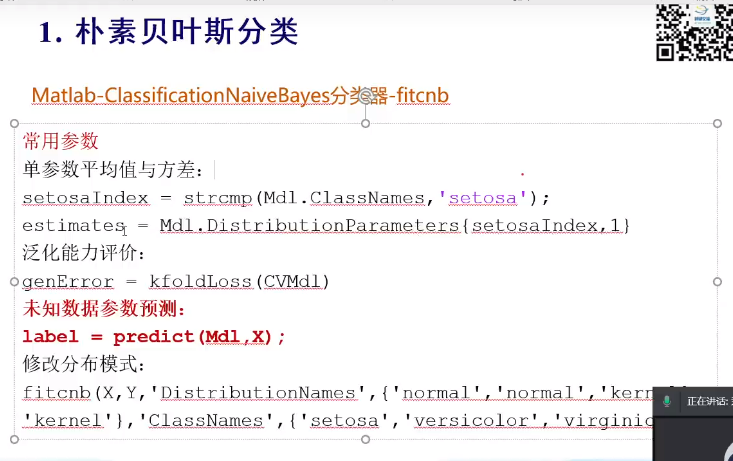 1. 朴素贝叶斯分类
Matlab-ClassificationNaiveBayes分类器-fitcnb
常用参数
单参数平均值与方差：
setosaIndex = strcmp(Mdl.ClassNames,'setosa');
estimates = Mdl.DistributionParameters{setosaIndex,1}
泛化能力评价：
genError = kfoldLoss(CVMdl)
未知数据参数预测：
label = predict(Mdl,X);
修改分布模式：
fitcnb(X,Y,'DistributionNames',{'normal','normal','kern
'kernel'},'ClassNames',{'setosa','versicolor','virginic
正在讲话: